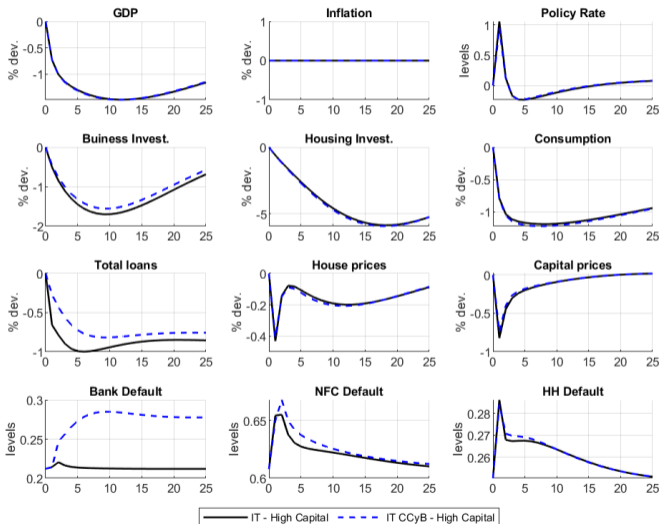 GDP
Inflation
Policy Rate
0
-0.5
-1
% dev.
0 5 10 15 20 25
1
0
1
% dev.
0 5 10 15 20 25
1
0.5
0
levels
0 5 10 15 20 25
Buiness Invest.
Housing Invest.
Consumption
0
-1
-2
% dev.
0 5 10 15 20 25
0
-5
% dev.
0 5 10 15 20 25
0
-0.5
-1
% dev.
0 5 10 15 20 25
Total loans
House prices
Capital prices
0
-0.5
-1
% dev.
0 5 10 15 20 25
0
-0.2
-0.4
% dev.
0 5 10 15 20 25
0
-0.5
-1
% dev.
0 5 10 15 20 25
Bank Default
NFC Default
HH Default
0.3
0.25
0.2
levels
0 5 10 15 20 25
0.65
0.6
levels
0 5 10 15 20 25
0.28
0.27
0.26
levels
0 5 10 15 20 25
IT - High Capital IT CCyB - High Capital